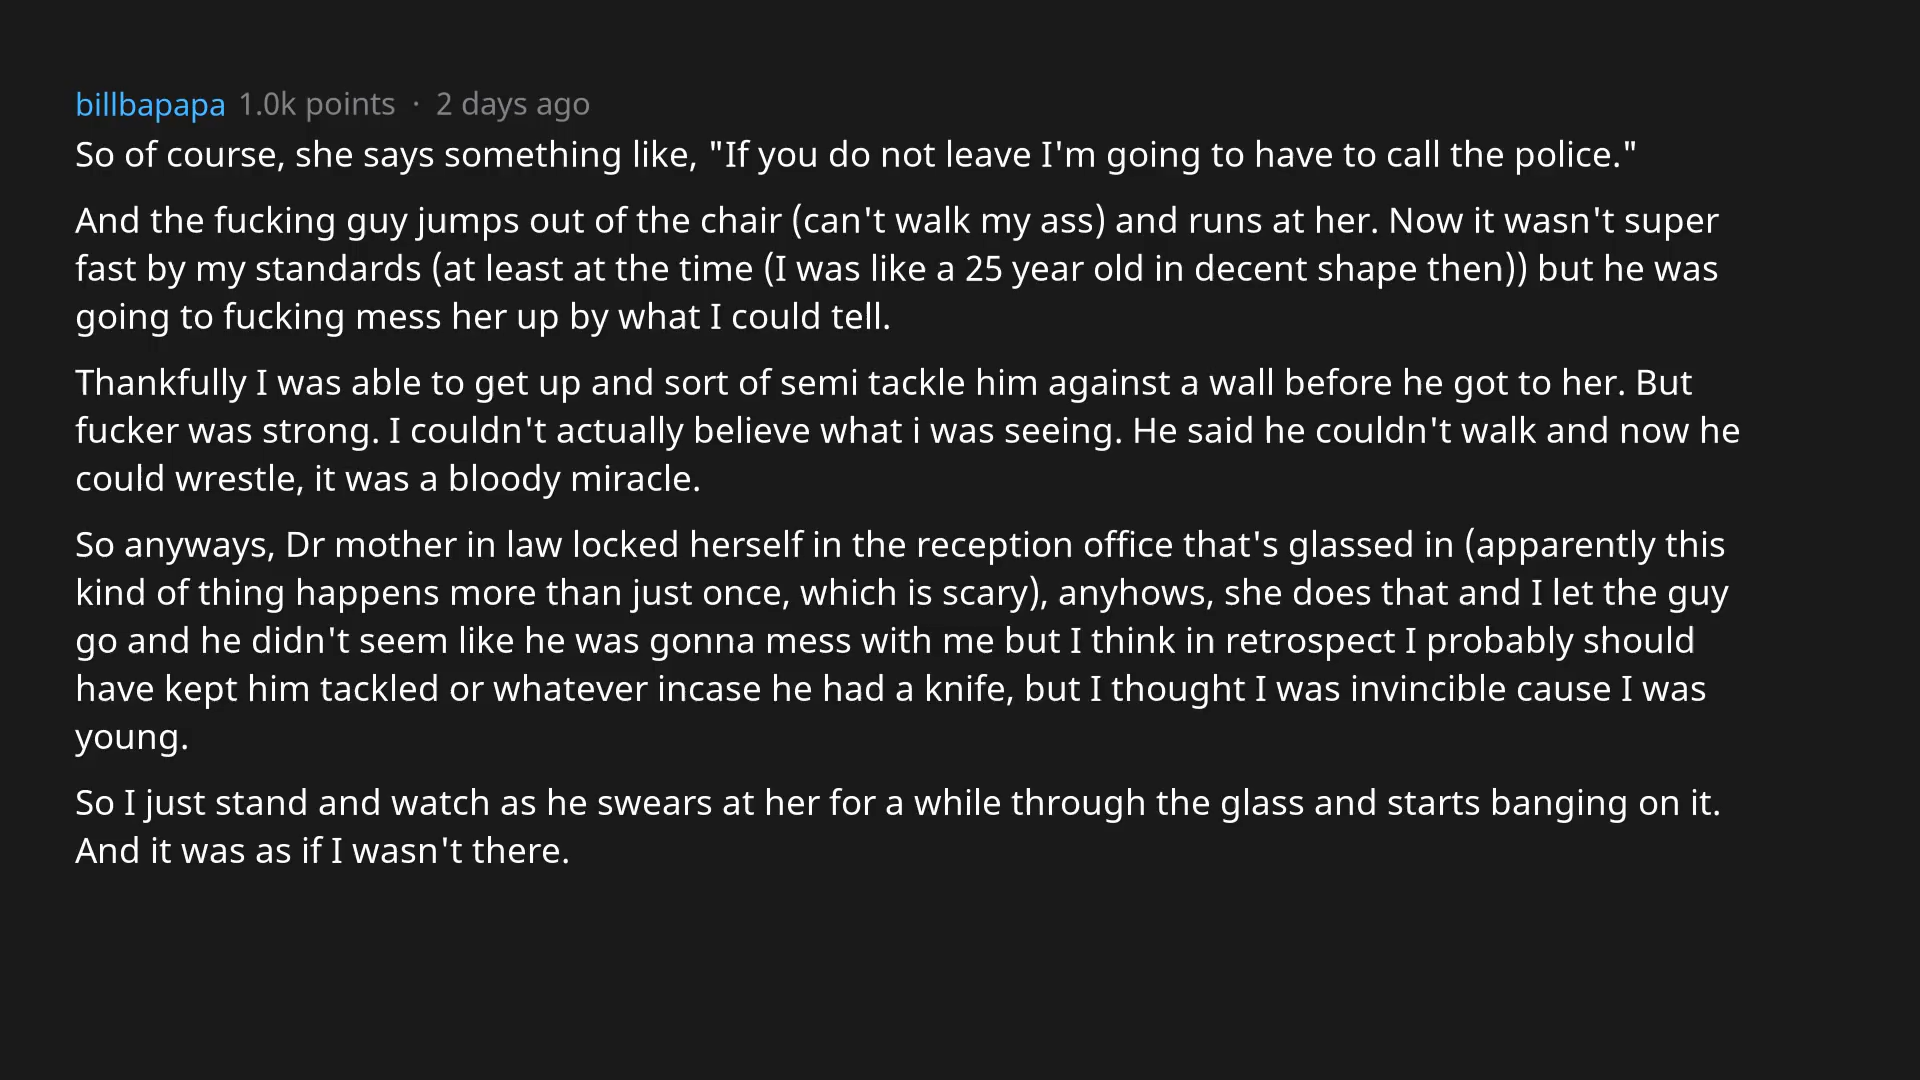 billbapapa 1.0k points · 2 days ago
So of course, she says something like, "If you do not leave I'm going to have to call the police."
And the fucking guy jumps out of the chair (can't walk my ass) and runs at her. Now it wasn't super
fast by my standards (at least at the time (I was like a 25 year old in decent shape then)) but he was
going to fucking mess her up by what I could tell.
Thankfully I was able to get up and sort of semi tackle him against a wall before he got to her. But
fucker was strong. I couldn't actually believe what i was seeing. He said he couldn't walk and now he
could wrestle, it was a bloody miracle.
So anyways, Dr mother in law locked herself in the reception office that's glassed in (apparently this
kind of thing happens more than just once, which is scary), anyhows, she does that and I let the guy
go and he didn't seem like he was gonna mess with me but I think in retrospect I probably should
have kept him tackled or whatever incase he had a knife, but I thought I was invincible cause I was
young.
So I just stand and watch as he swears at her for a while through the glass and starts banging on it.
And it was as if I wasn't there.